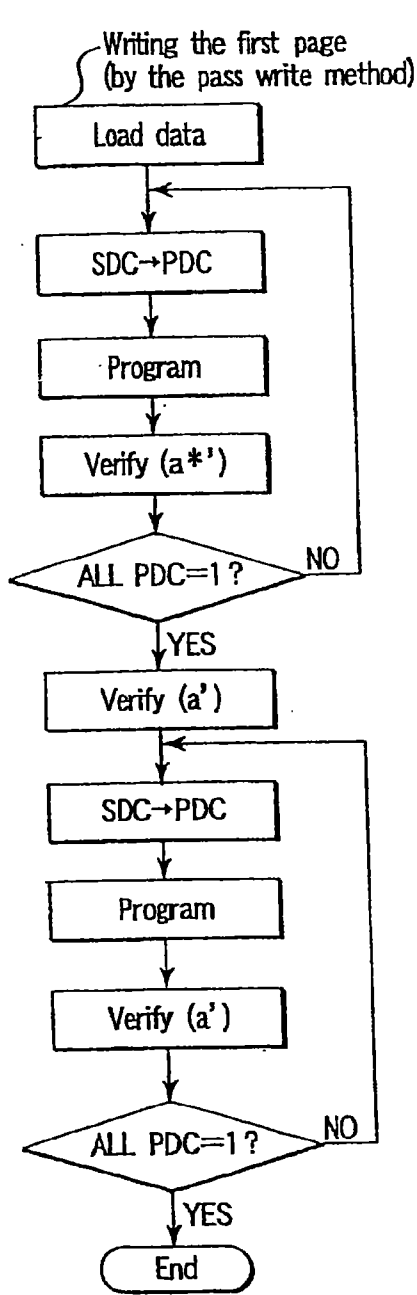 Writing the first page
(by the pass write method)
Load data
SDC→PDC
Program
Verify (a*')
ALL PDC=1?
NO
YES
Verify (a')
SDC→PDC
Program
Verify (a')
ALL PDC=1?
NO
YES
End